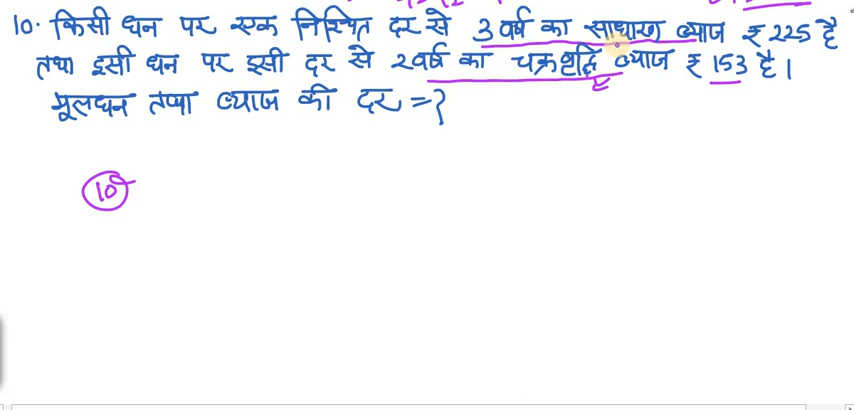 10. किसी धन पर एक निश्चित दर से 3 वर्ष का साधारण ब्याज ₹ 225 है
तथा इसी धन पर इसी दर से 2 वर्ष का चक्रवृद्धि ब्याज ₹ 153 है।
मूलधन तथा ब्याज की दर = ?
10